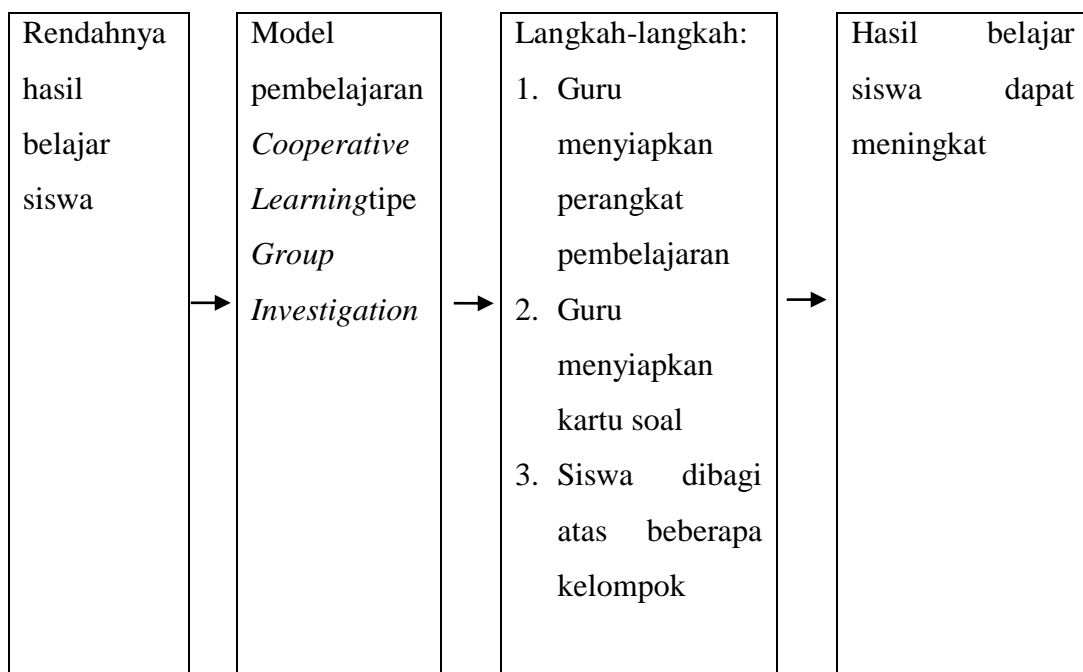 Rendahnya
hasil
belajar
siswa
Model
pembelajaran
Cooperative
Learningtipe
Group
Investigation
Langkah-langkah:
1. Guru
menyiapkan
perangkat
pembelajaran
2. Guru
menyiapkan
kartu soal
3. Siswa dibagi
atas beberapa
kelompok
Hasil belajar
siswa dapat
meningkat